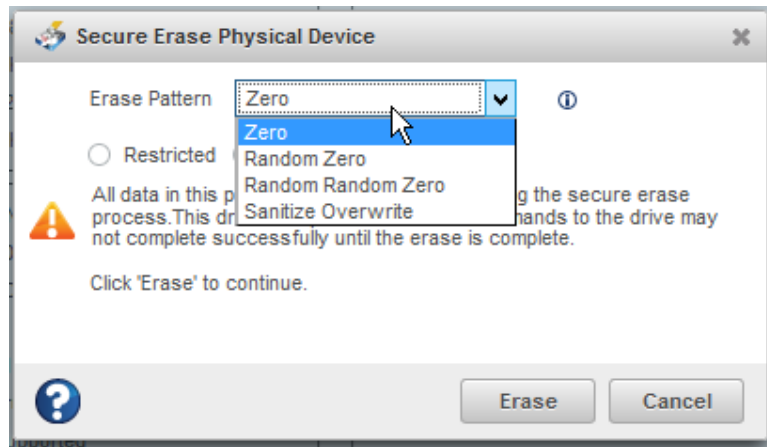 Secure Erase Physical Device
Erase Pattern Zero
Zero
Random Zero
Random Random Zero
Sanitize Overwrite
Restricted
All data in this p g the secure erase
process.This dr mands to the drive may
not complete successfully until the erase is complete.
Click 'Erase' to continue.
Erase Cancel